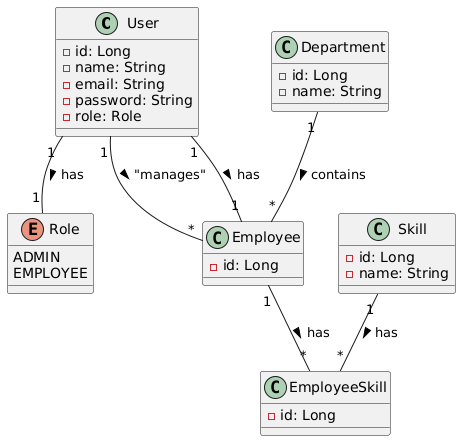 C User
id: Long
name: String
email: String
password: String
role: Role
C Department
id: Long
name: String
1
1
1
1
has
"manages"
has
contains
1
*
1
*
E Role
ADMIN
EMPLOYEE
C Employee
id: Long
C Skill
id: Long
name: String
1
1
has
has
*
*
C EmployeeSkill
id: Long